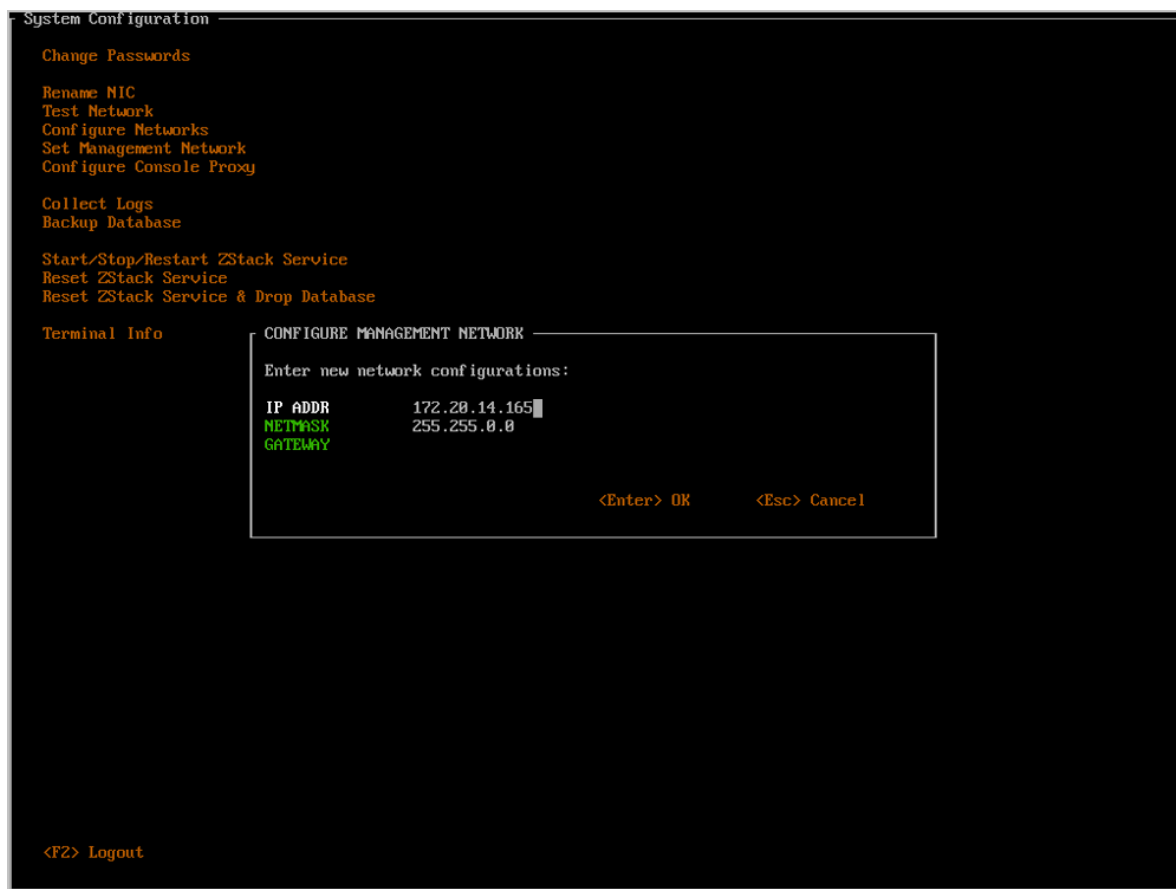 System Configuration
Change Passwords
Rename NIC
Test Network
Configure Networks
Set Management Network
Configure Console Proxy
Collect Logs
Backup Database
Start/Stop/Restart ZStack Service
Reset ZStack Service
Reset ZStack Service & Drop Database
Terminal Info
CONFIGURE MANAGEMENT NETWORK
Enter new network configurations:
IP ADDR 172.20.14.165
NETMASK 255.255.0.0
GATEWAY
<Enter> OK <Esc> Cancel
<F2> Logout